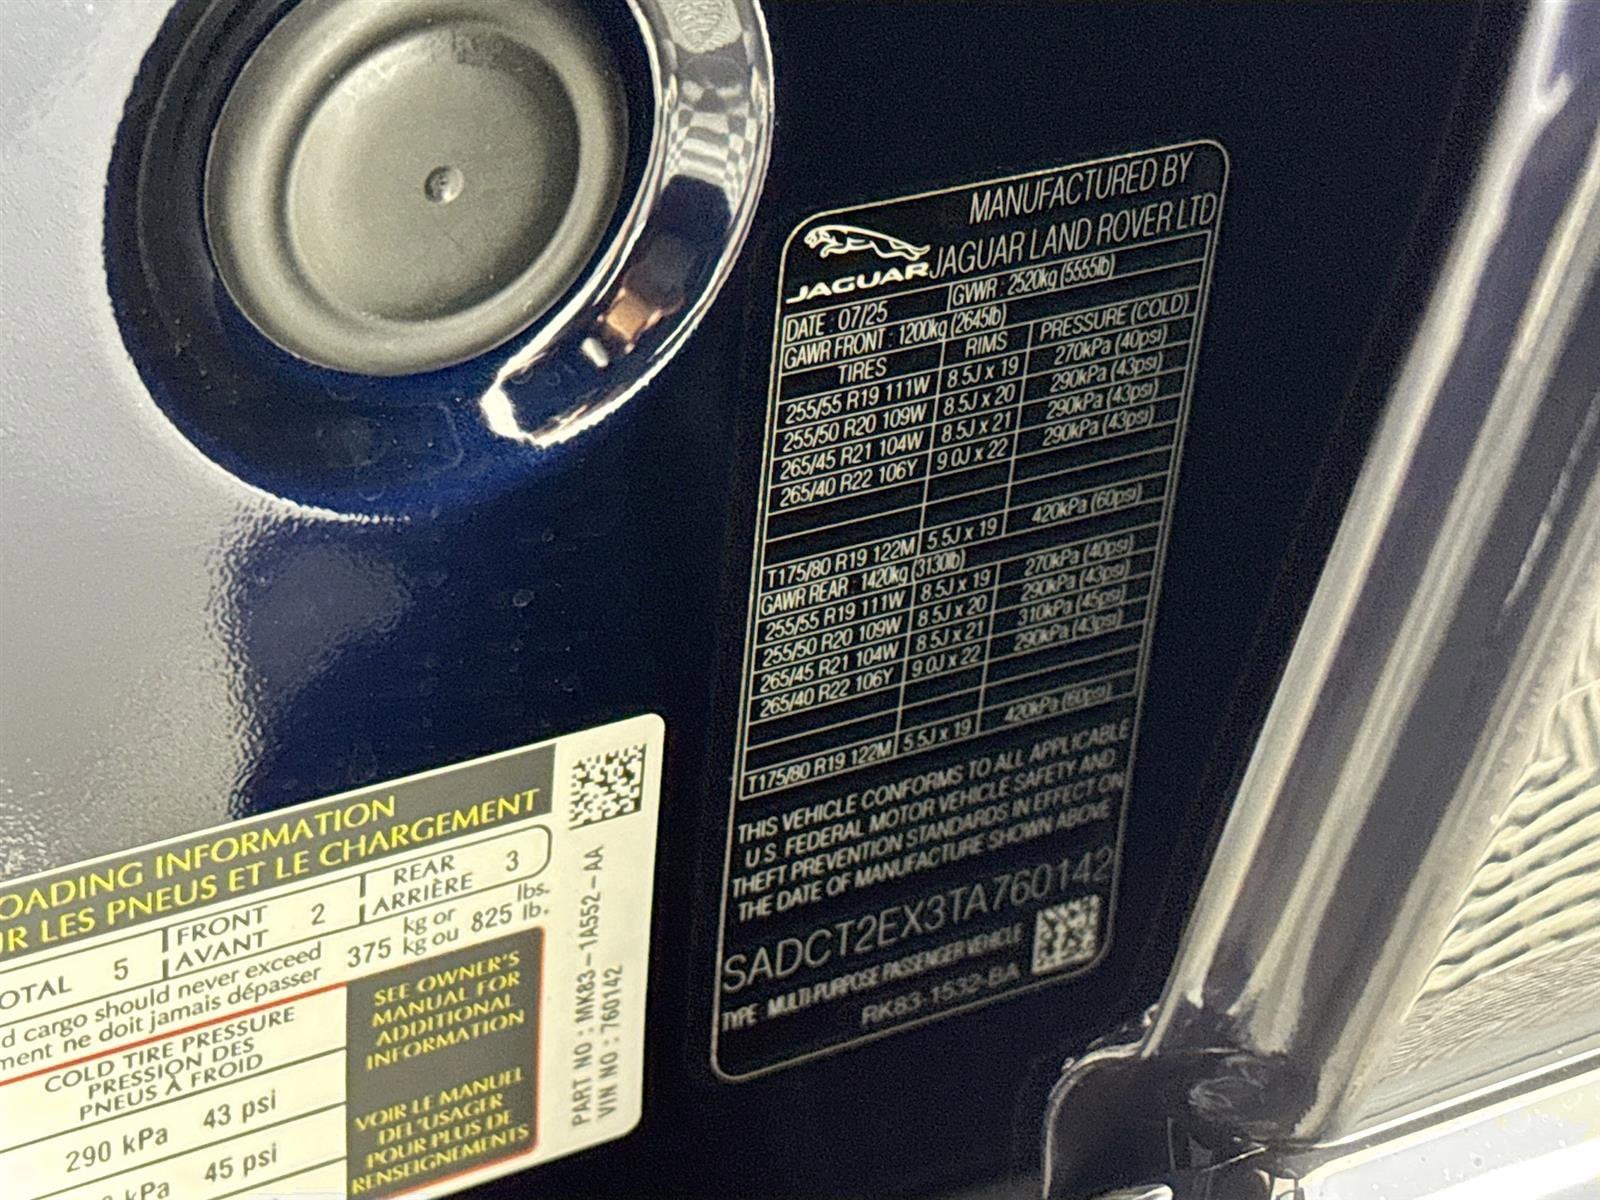 MANUFACTURED BY
JAGUAR JAGUAR LAND ROVER LTD
DATE : 07/25 GVWR : 2520kg (5555lb)
GAWR FRONT : 1200kg (2645lb)
TIRES RIMS PRESSURE (COLD)
255/55 R19 111W 8.5J x 19 270kPa (40psi)
255/50 R20 109W 8.5J x 20 290kPa (43psi)
265/45 R21 104W 8.5J x 21 290kPa (43psi)
265/40 R22 106Y 9.0J x 22 290kPa (43psi)
T175/80 R19 122M 5.5J x 19 420kPa (60psi)
GAWR REAR : 1420kg (3130lb)
255/55 R19 111W 8.5J x 19 270kPa (40psi)
255/50 R20 109W 8.5J x 20 290kPa (43psi)
265/45 R21 104W 8.5J x 21 310kPa (45psi)
265/40 R22 106Y 9.0J x 22 290kPa (43psi)
T175/80 R19 122M 5.5J x 19 420kPa (60psi)
THIS VEHICLE CONFORMS TO ALL APPLICABLE
U.S. FEDERAL MOTOR VEHICLE SAFETY AND
THEFT PREVENTION STANDARDS IN EFFECT ON
THE DATE OF MANUFACTURE SHOWN ABOVE
SADCT2EX3TA760142
TYPE : MULTI-PURPOSE PASSENGER VEHICLE
RK83-1532-BA
OADING INFORMATION
R LES PNEUS ET LE CHARGEMENT
OTAL 5 FRONT AVANT 2 REAR ARRIÈRE 3
d cargo should never exceed 375 kg or 825 lbs.
ment ne doit jamais dépasser kg ou lb.
COLD TIRE PRESSURE
PRESSION DES
PNEUS À FROID
290 kPa 43 psi
kPa 45 psi
SEE OWNER'S
MANUAL FOR
ADDITIONAL
INFORMATION
VOIR LE MANUEL
DE L'USAGER
POUR PLUS DE
RENSEIGNEMENTS
PART NO : MK83-1A552-AA
VIN NO : 760142